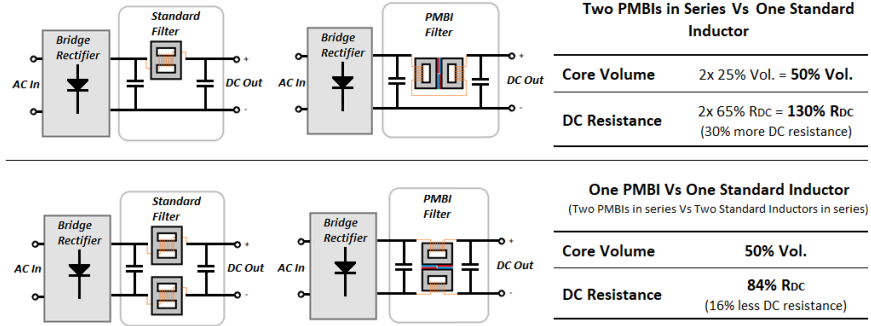 Standard
Filter
Bridge
Rectifier
AC In
+
DC Out
-
PMBI
Filter
Bridge
Rectifier
AC In
+
DC Out
-
Two PMBIs in Series Vs One Standard
Inductor
Core Volume 2x 25% Vol. = 50% Vol.
DC Resistance 2x 65% RDC = 130% RDC
(30% more DC resistance)
Standard
Filter
Bridge
Rectifier
AC In
+
DC Out
-
PMBI
Filter
Bridge
Rectifier
AC In
+
DC Out
-
One PMBI Vs One Standard Inductor
(Two PMBIs in series Vs Two Standard Inductors in series)
Core Volume 50% Vol.
DC Resistance 84% RDC
(16% less DC resistance)